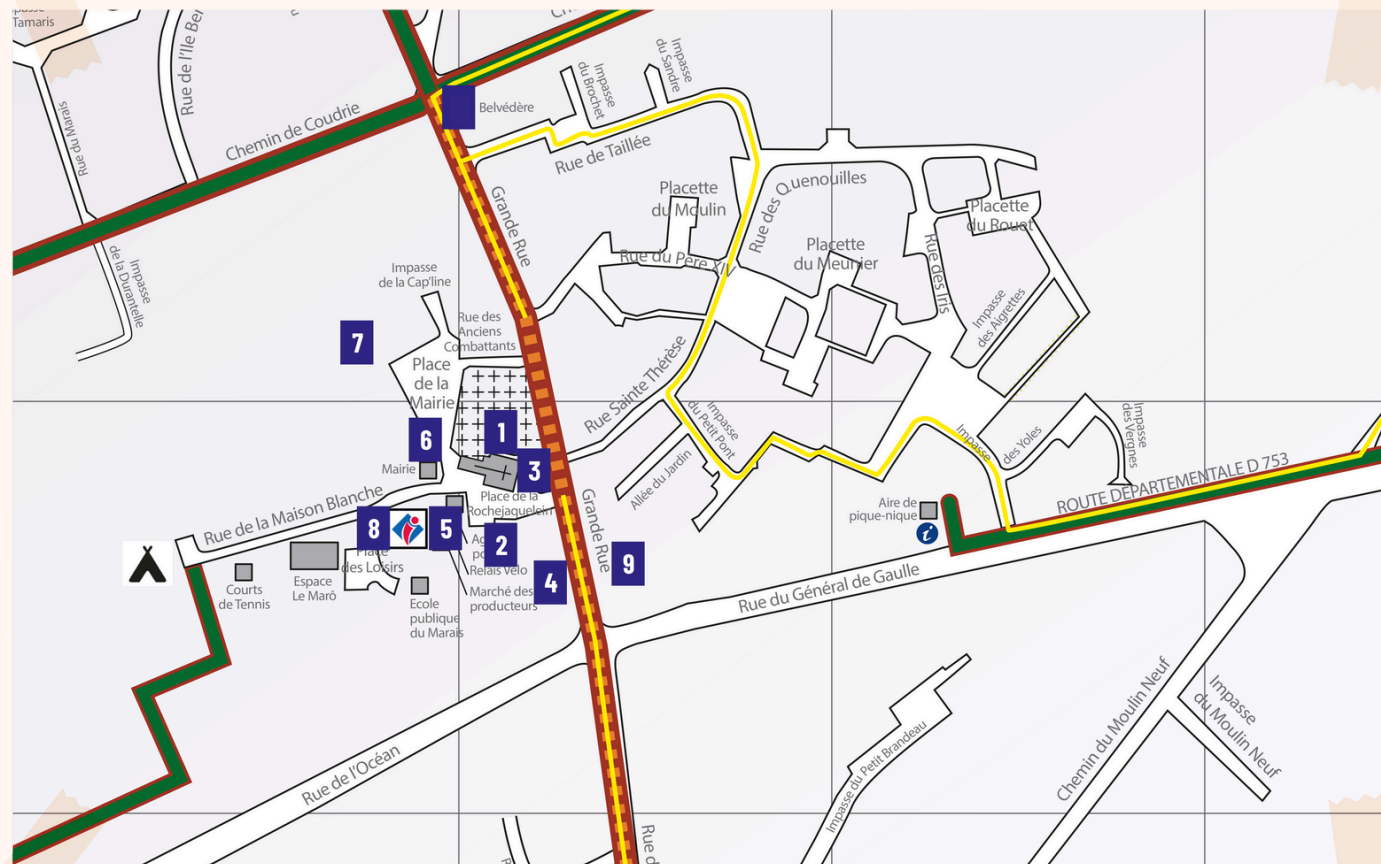 Tamaris
Rue de l'Ile
Rue du Marais
Chemin de Coudrie
Belvédère
Impasse
du Brochet
Impasse
du Sandre
Rue de Taillée
Grande Rue
Impasse
de la Durantelle
Impasse
de la Cap'line
Rue des
Anciens
Combattants
Placette
du Moulin
Rue du Père XIV
Rue des Quenouilles
Placette
du Meunier
Placette
du Rouet
Rue des Iris
Impasse
des Aigrettes
7
Place
de la
Mairie
6
1
3
Mairie
Rue Sainte Thérèse
Impasse
du Petit Pont
Allée du Jardin
Impasse
des Yoles
Impasse
des Vergnes
ROUTE DÉPARTEMENTALE D 753
Aire de
pique-nique
i
Rue de la Maison Blanche
Place de la
Rochejaquelein
Grande Rue
8
5
2
4
9
Relais vélo
Marché des
producteurs
Place
des Loisirs
Espace
Le Marô
Courts
de Tennis
Ecole
publique
du Marais
Rue du Général de Gaulle
Rue de l'Océan
Impasse du Petit Brandeau
Chemin du Moulin Neuf
Impasse
du Moulin Neuf